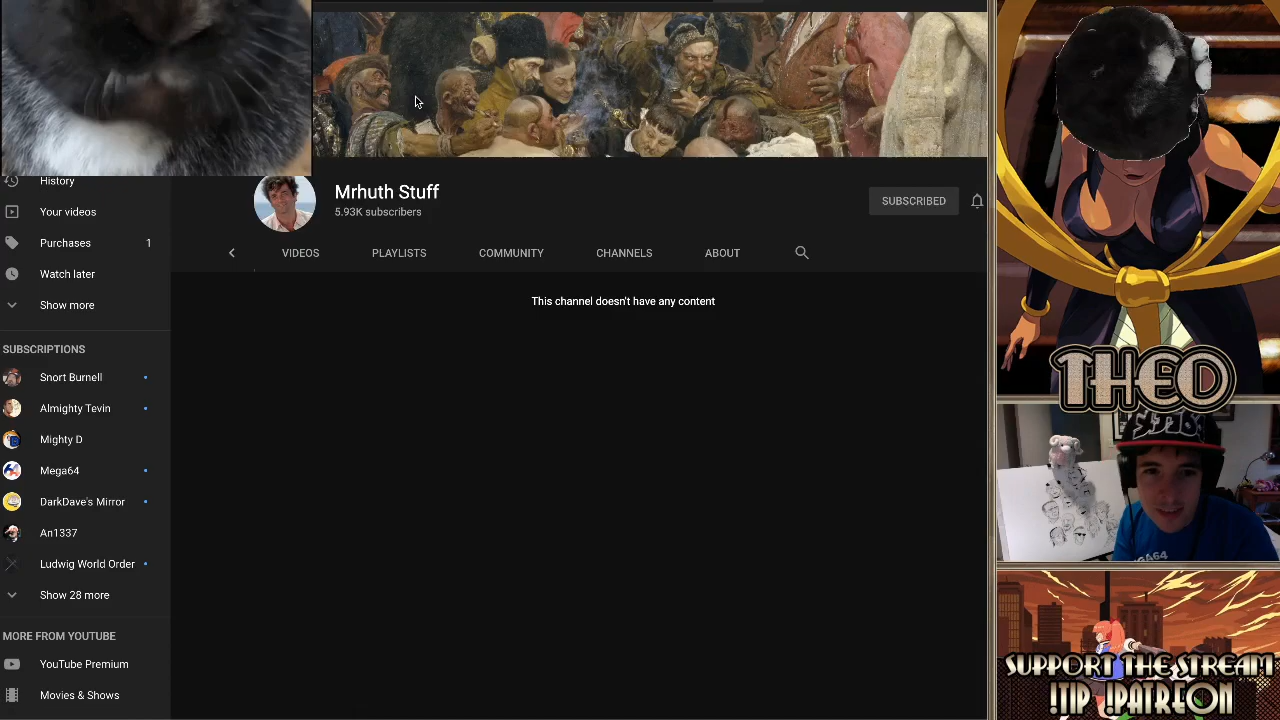 Mrhuth Stuff
5.93K subscribers
SUBSCRIBED
VIDEOS PLAYLISTS COMMUNITY CHANNELS ABOUT
This channel doesn't have any content
History
Your videos
Purchases 1
Watch later
Show more
SUBSCRIPTIONS
Snort Burnell
Almighty Tevin
Mighty D
Mega64
DarkDave's Mirror
An1337
Ludwig World Order
Show 28 more
MORE FROM YOUTUBE
YouTube Premium
Movies & Shows
THEO
SUPPORT THE STREAM
!TIP !PATREON